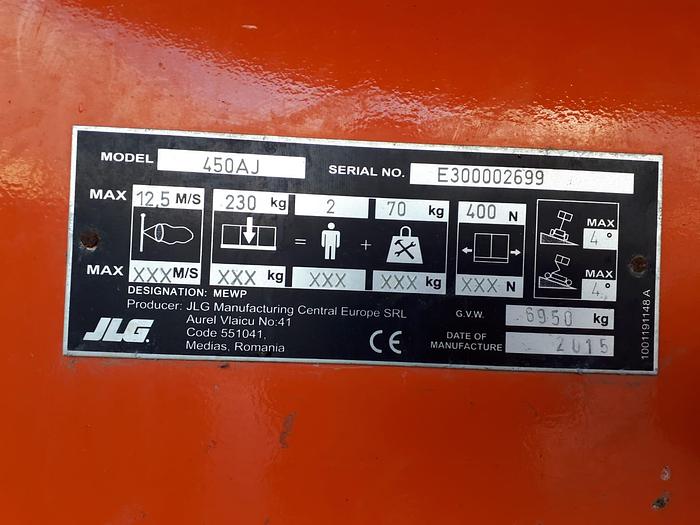 MODEL 450AJ SERIAL NO. E300002699
MAX 12,5 M/S 230 kg 2 70 kg 400 N MAX 4°
= +
MAX XXX M/S XXX kg XXX XXX kg XXX N MAX 4°
DESIGNATION: MEWP
Producer: JLG Manufacturing Central Europe SRL
Aurel Vlaicu No:41
Code 551041,
Medias, Romania
JLG.
CE
G.V.W. 6950 kg
DATE OF
MANUFACTURE 2015
1001191148 A